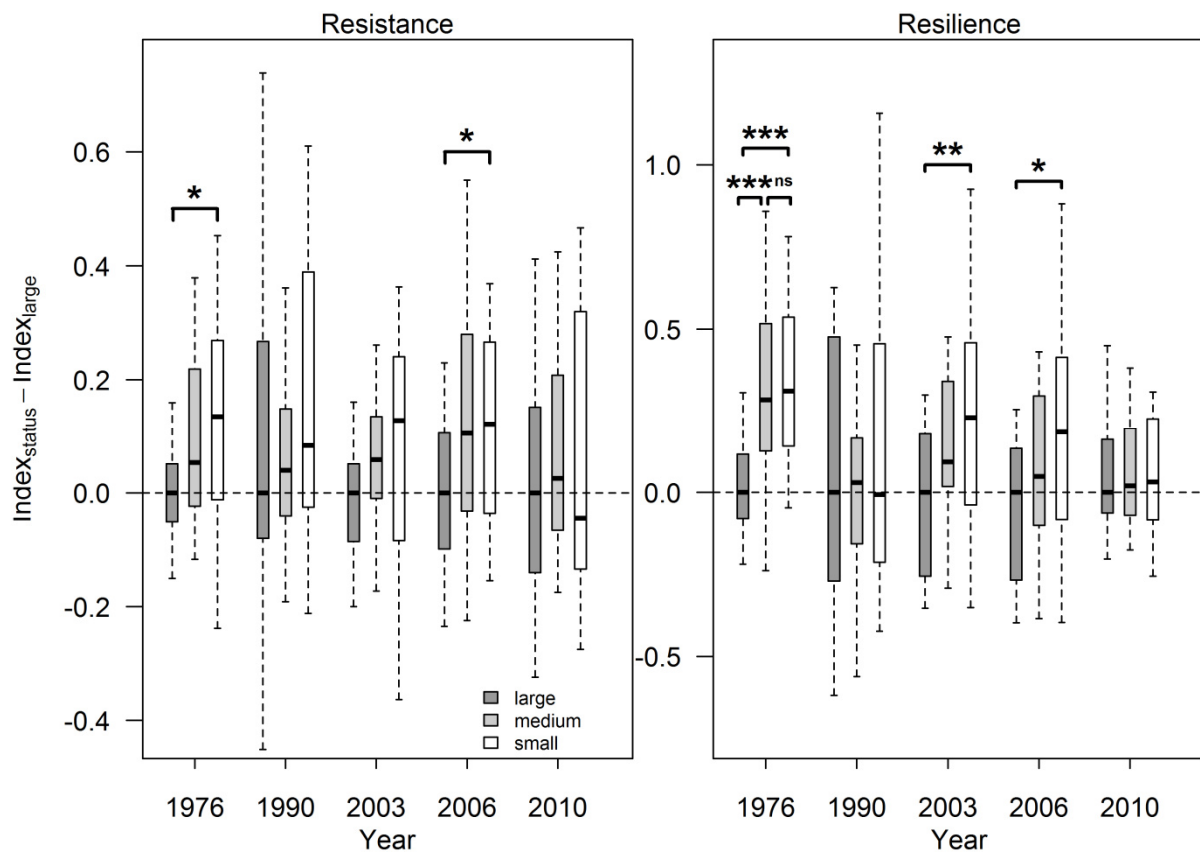 Resistance
Resilience
Index_status − Index_large
0.6
0.4
0.2
0.0
-0.2
-0.4
*
*
large
medium
small
1976 1990 2003 2006 2010
Year
1.0
0.5
0.0
-0.5
***
*** ns
**
*
1976 1990 2003 2006 2010
Year